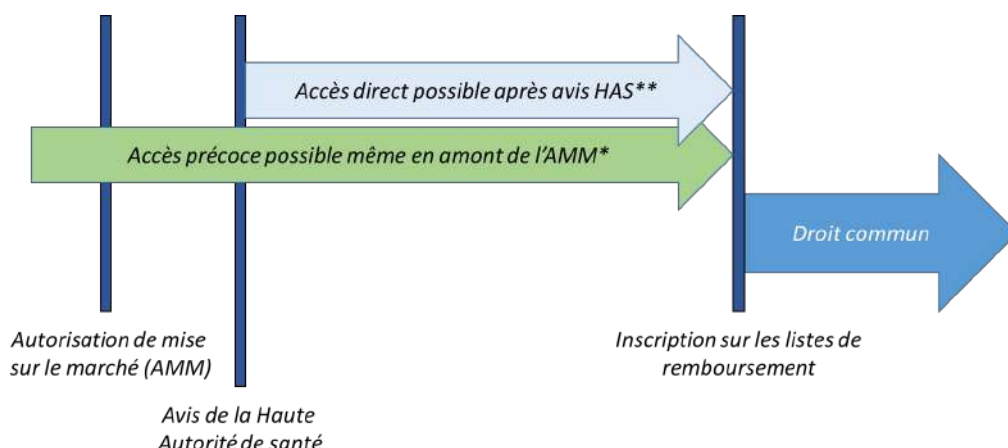 Accès direct possible après avis HAS**
Accès précoce possible même en amont de l'AMM*
Droit commun
Autorisation de mise
sur le marché (AMM)
Inscription sur les listes de
remboursement
Avis de la Haute
Autorité de santé